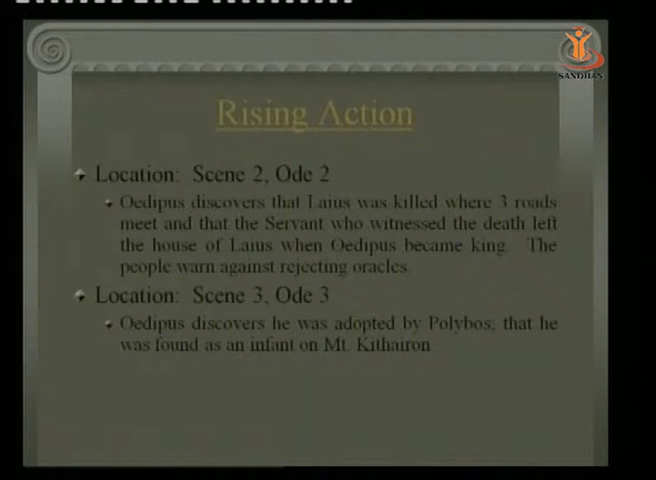 SANDHAN
Rising Action
Location: Scene 2, Ode 2
Oedipus discovers that Laius was killed where 3 roads
meet and that the Servant who witnessed the death left
the house of Laius when Oedipus became king. The
people warn against rejecting oracles.
Location: Scene 3, Ode 3
Oedipus discovers he was adopted by Polybos, that he
was found as an infant on Mt. Kithairon